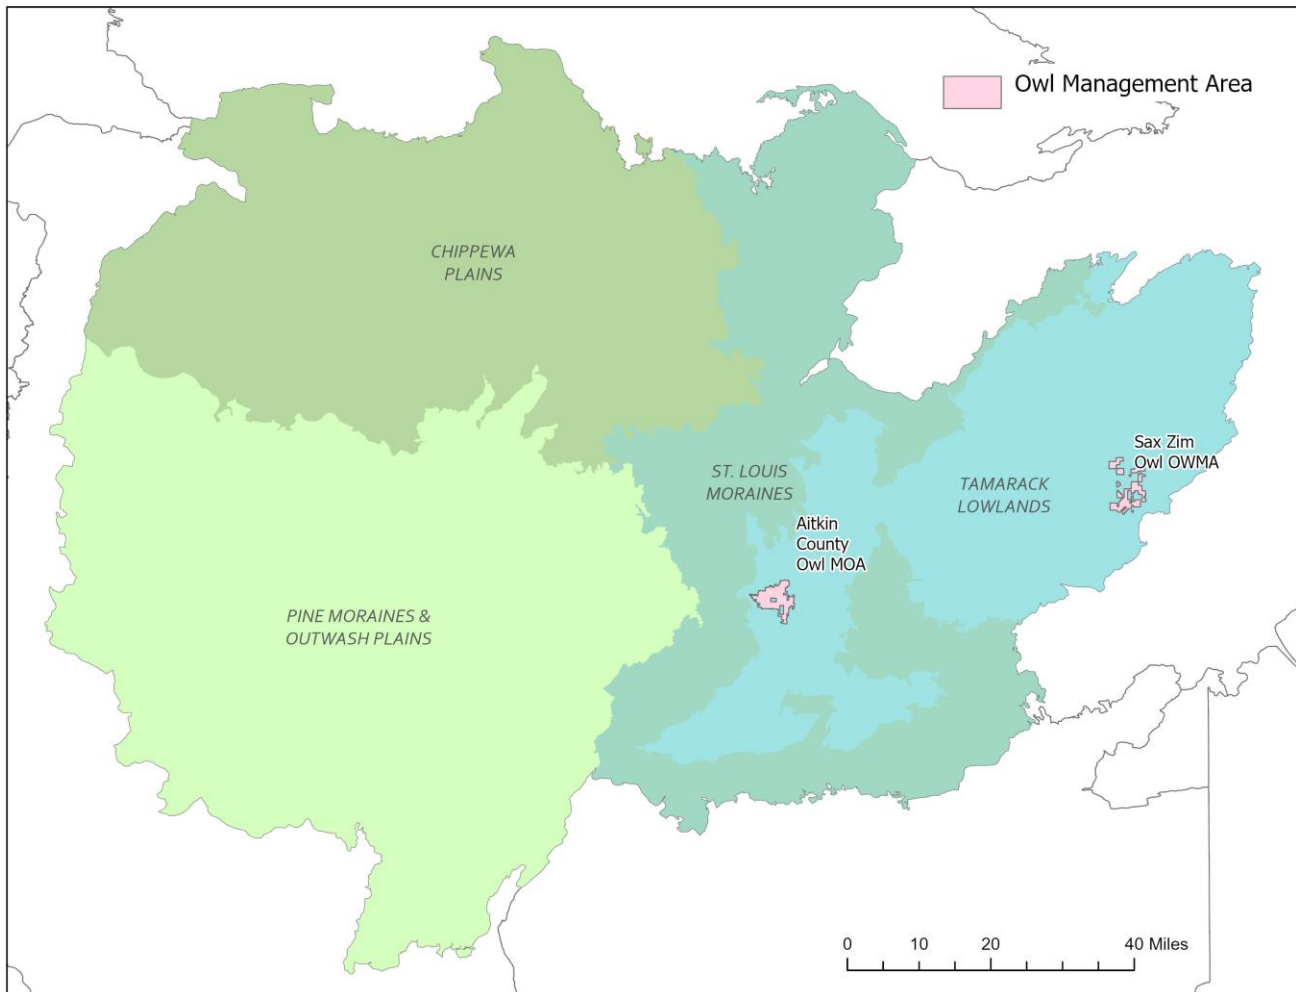 Owl Management Area
CHIPPEWA
PLAINS
Sax Zim
Owl OWMA
ST. LOUIS
MORAINES
TAMARACK
LOWLANDS
Aitkin
County
Owl MOA
PINE MORAINES &
OUTWASH PLAINS
0 10 20 40 Miles